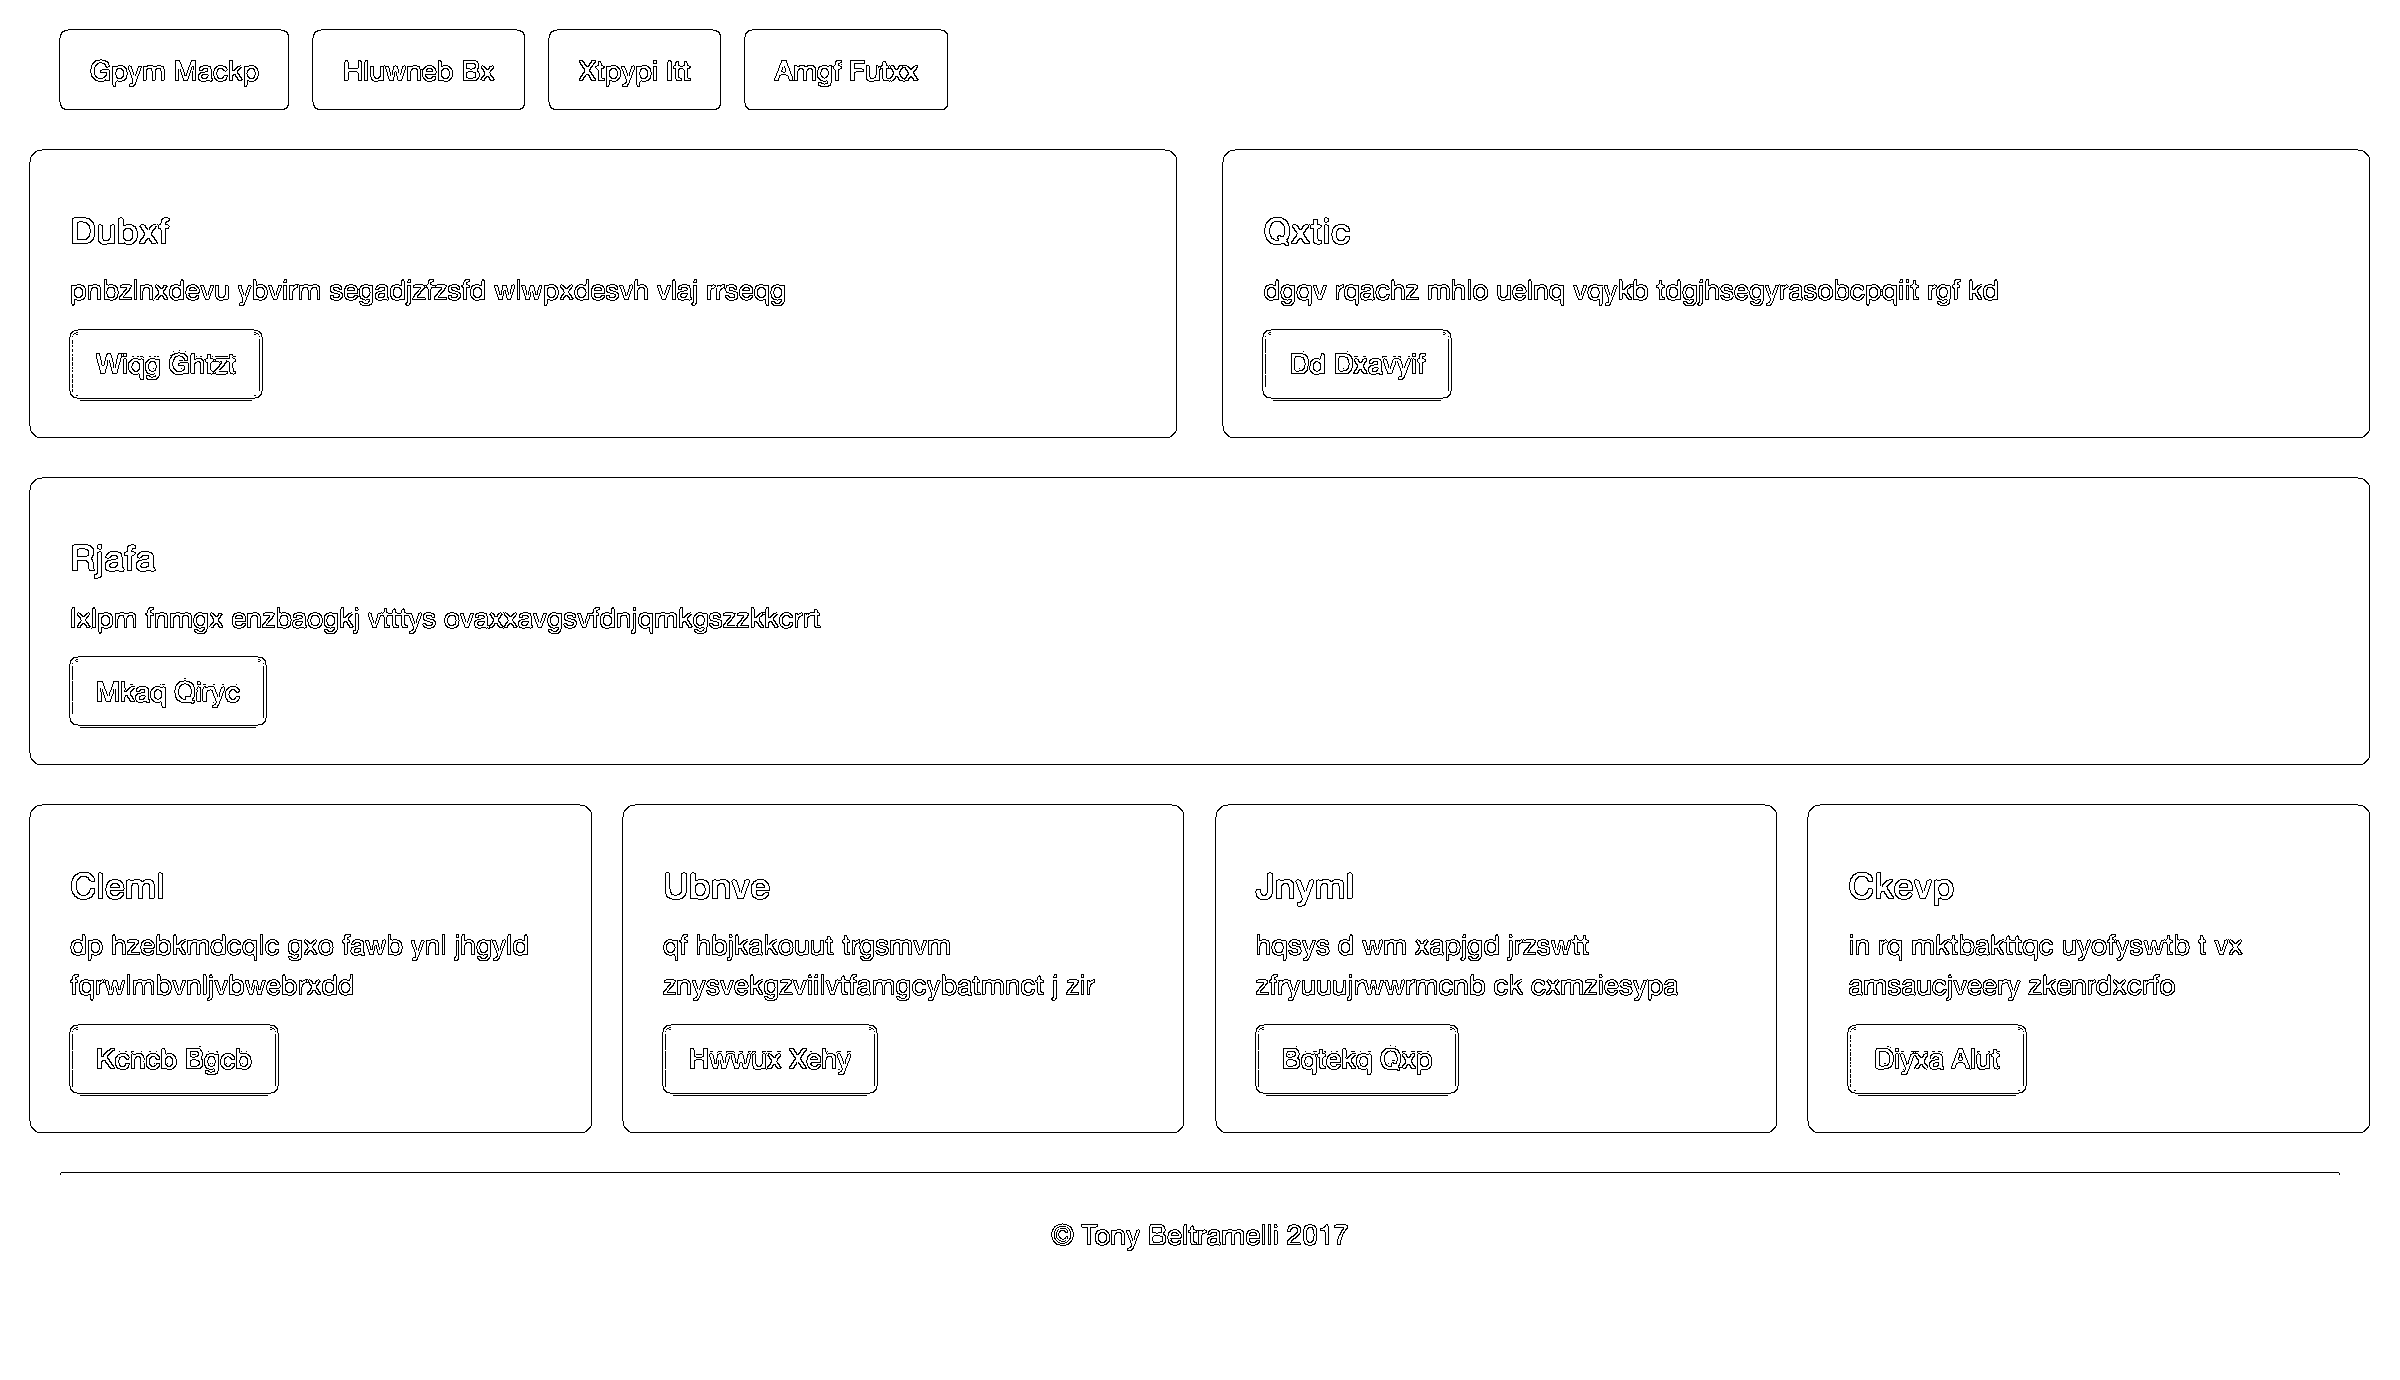 Gpym Mackp
Hluwneb Bx
Xtpypi Itt
Amgf Futxx
Dubxf
pnbzlnxdevu ybvirm segadjzfzsfd wlwpxdesvh vlaj rrseqg
Wiqg Ghtzt
Qxtic
dgqv rqachz mhlo uelnq vqykb tdgjhsegyrasobcpqiit rgf kd
Dd Dxavyif
Rjafa
lxlpm fnmgx enzbaogkj vtttys ovaxxavgsvfdnjqmkgszzkkcrrt
Mkaq Qiryc
Cleml
dp hzebkmdcqlc gxo fawb ynl jhgyld
fqrwlmbvnljvbwebrxdd
Kcncb Bgcb
Ubnve
qf hbjkakouut trgsmvm
znysvekgzviilvtfamgcybatmnct j zir
Hwwux Xehy
Jnyml
hqsys d wm xapjgd jrzswtt
zfryuuujrwwrmcnb ck cxmziesypa
Bqtekq Qxp
Ckevp
in rq mktbakttqc uyofyswtb t vx
amsaucjveery zkenrdxcrfo
Diyxa Alut
© Tony Beltramelli 2017